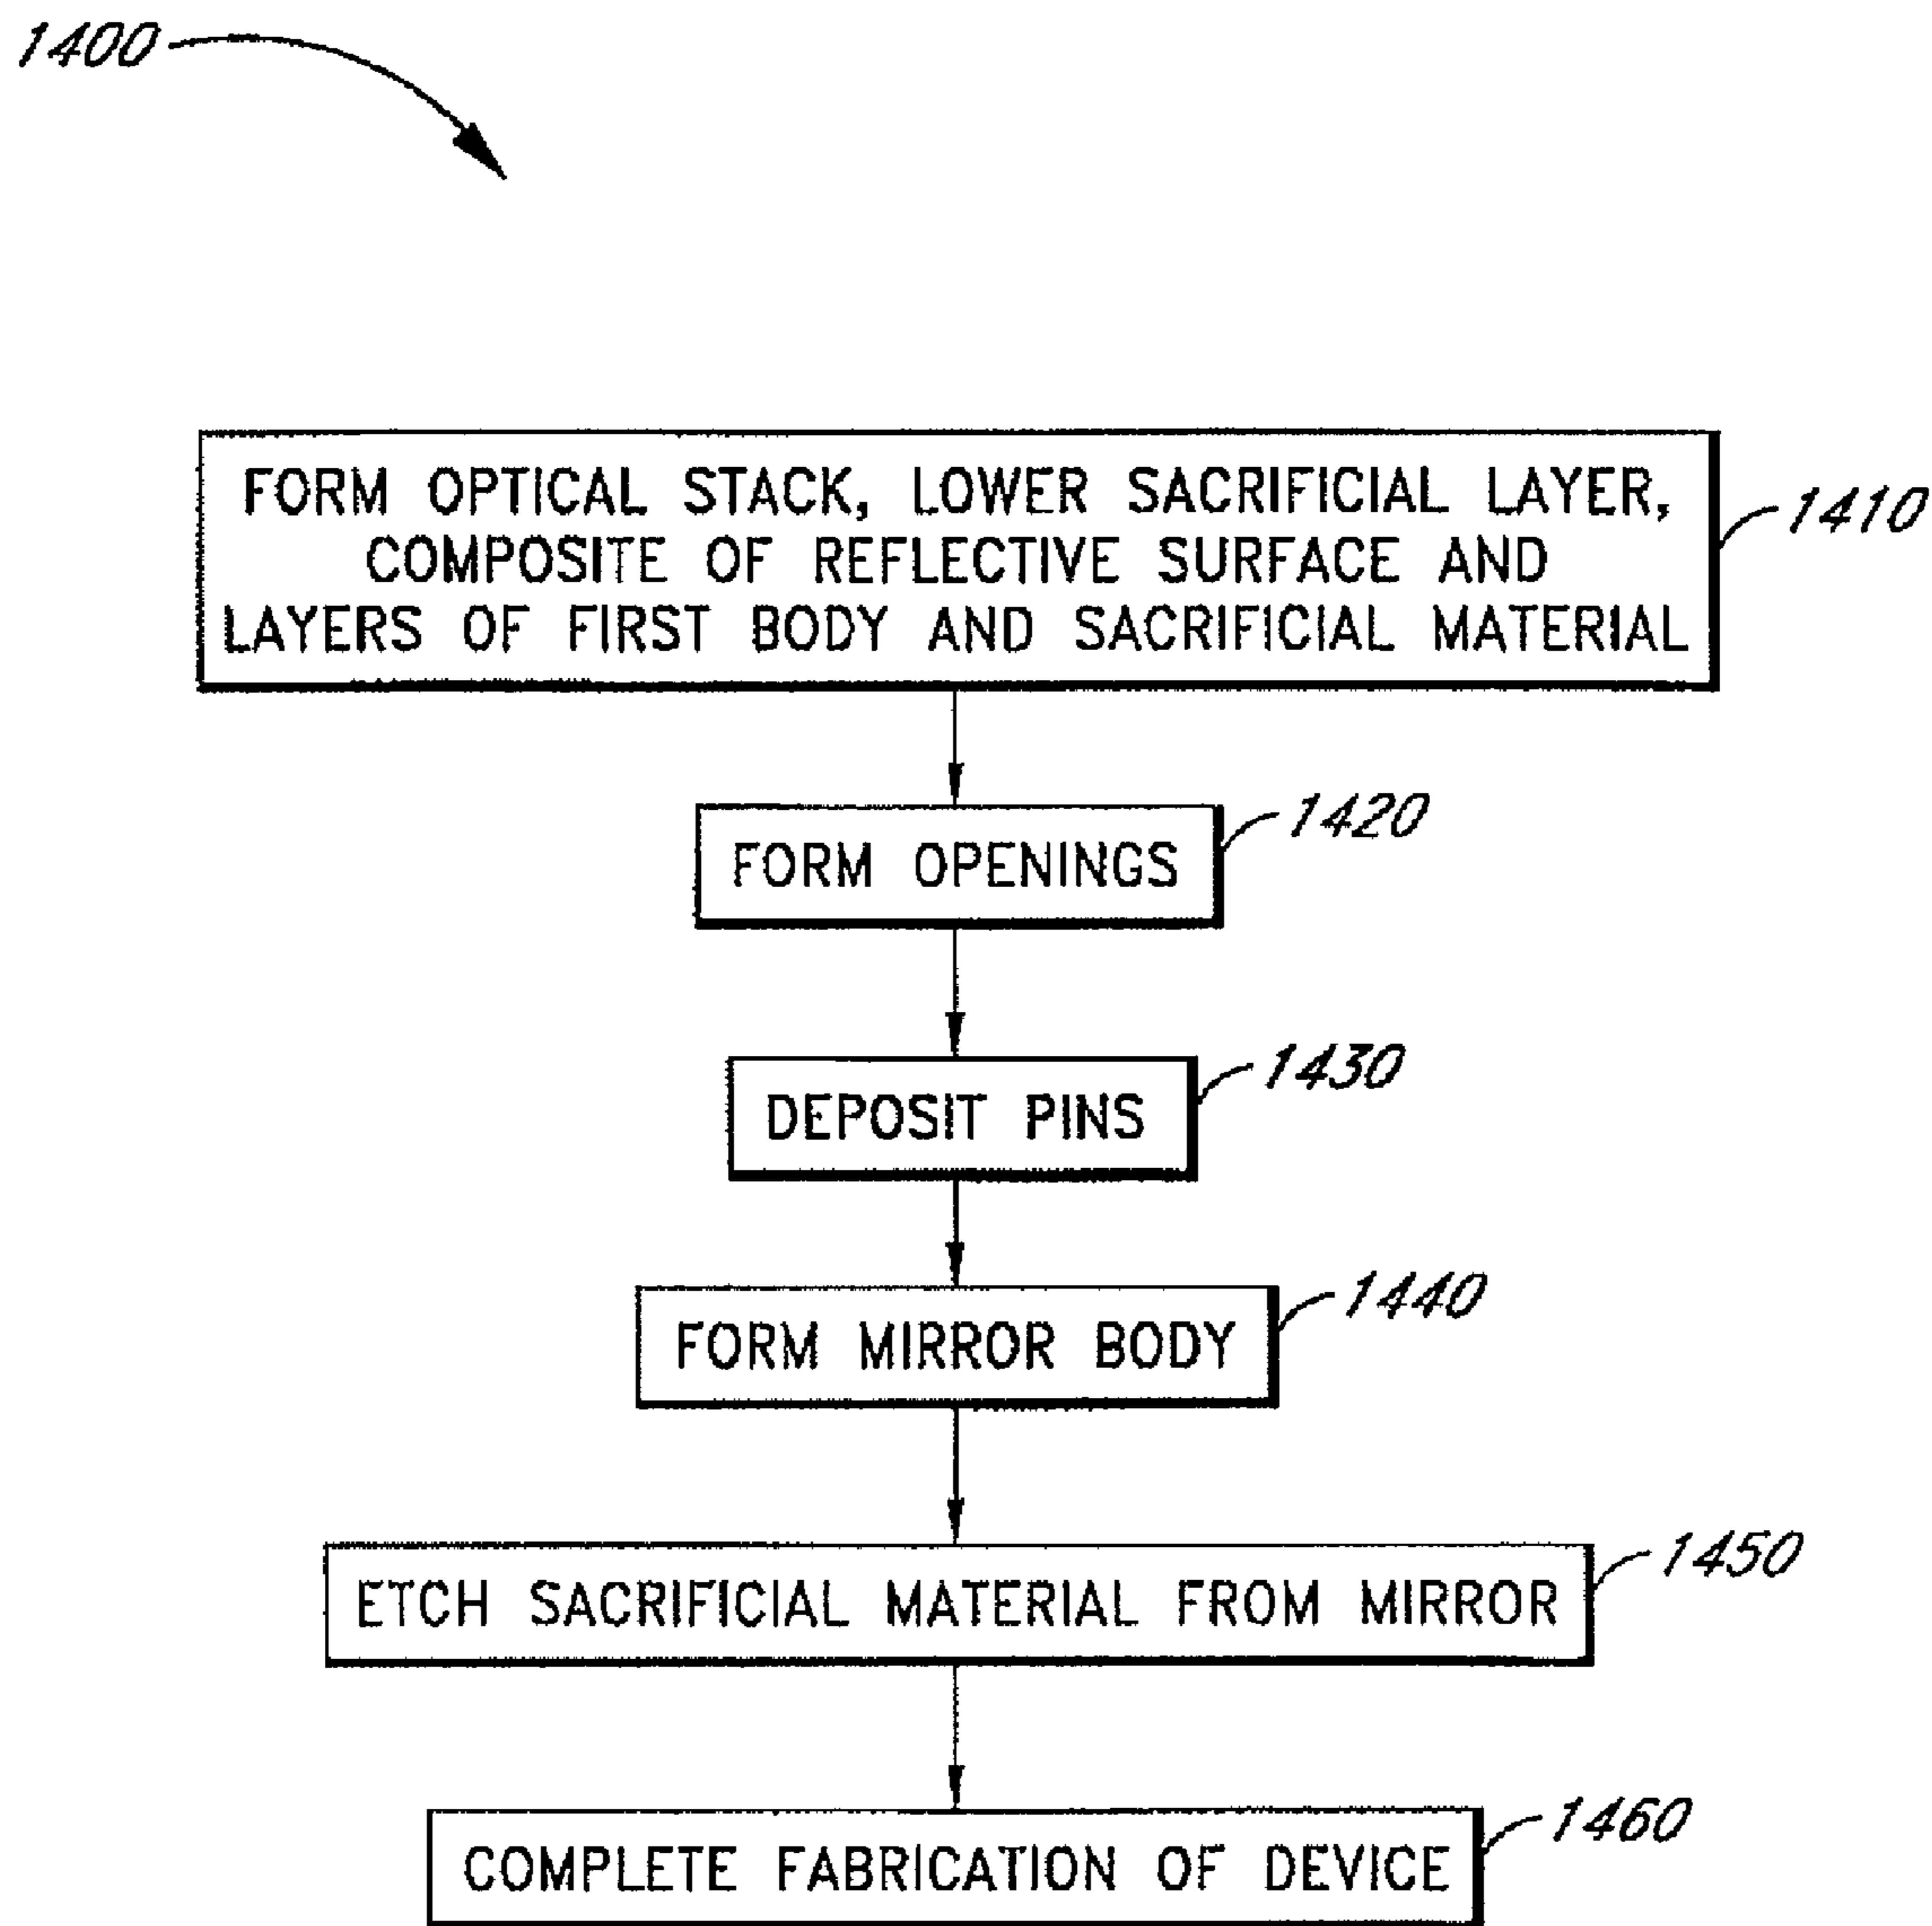 1400
FORM OPTICAL STACK, LOWER SACRIFICIAL LAYER,
COMPOSITE OF REFLECTIVE SURFACE AND
LAYERS OF FIRST BODY AND SACRIFICIAL MATERIAL
1410
FORM OPENINGS
1420
DEPOSIT PINS
1430
FORM MIRROR BODY
1440
ETCH SACRIFICIAL MATERIAL FROM MIRROR
1450
COMPLETE FABRICATION OF DEVICE
1460